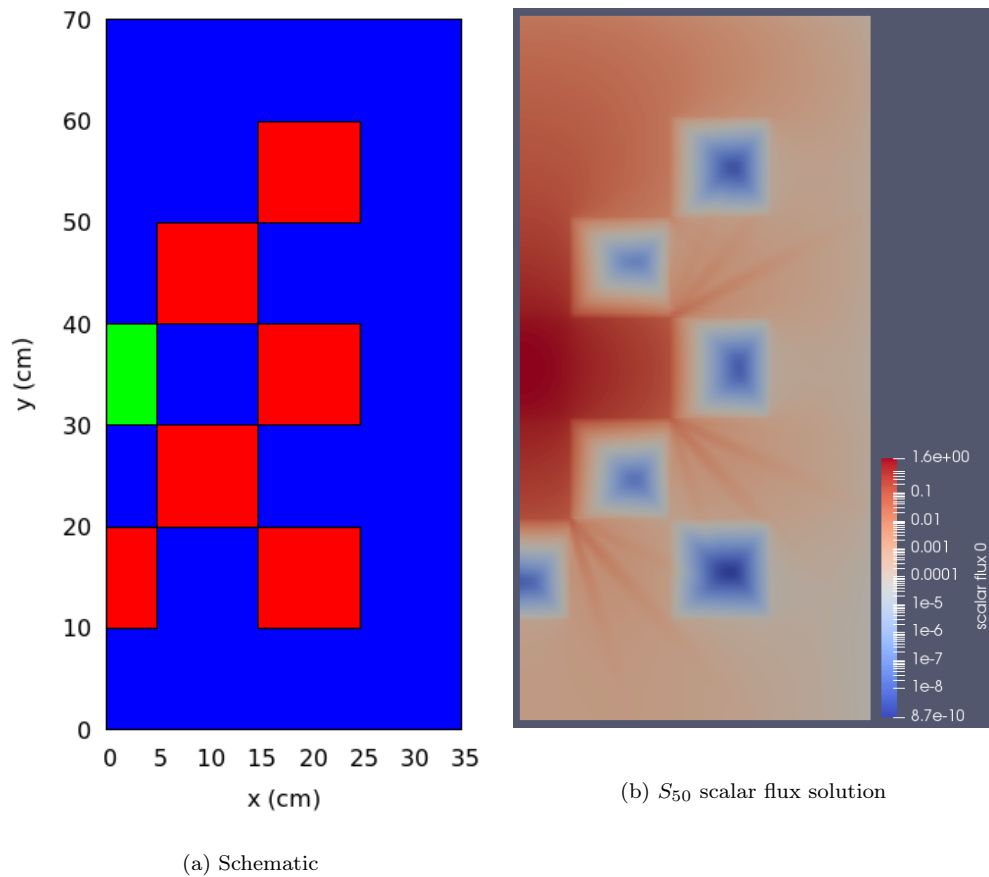 70
60
50
40
30
20
10
0
y (cm)
0 5 10 15 20 25 30 35
x (cm)
(a) Schematic
1.6e+00
0.1
0.01
0.001
0.0001
1e-5
1e-6
1e-7
1e-8
8.7e-10
scalar flux 0
(b) S₅₀ scalar flux solution